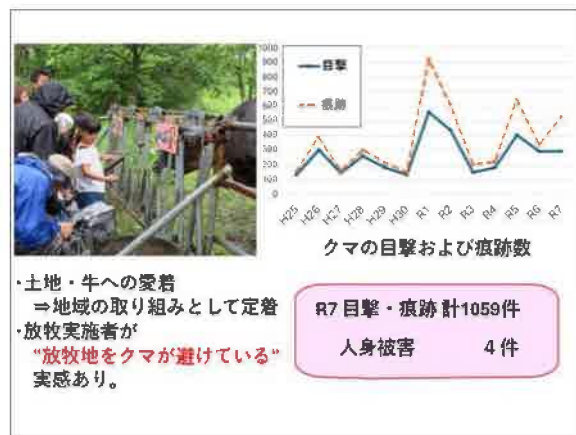 1000
900
800
700
600
500
400
300
200
100
0
目撃
痕跡
H25 H26 H27 H28 H29 H30 R1 R2 R3 R4 R5 R6 R7
クマの目撃および痕跡数
・土地・牛への愛着
⇒地域の取り組みとして定着
・放牧実施者が
"放牧地をクマが避けている"
実感あり。
R7 目撃・痕跡 計1059件
人身被害 4 件